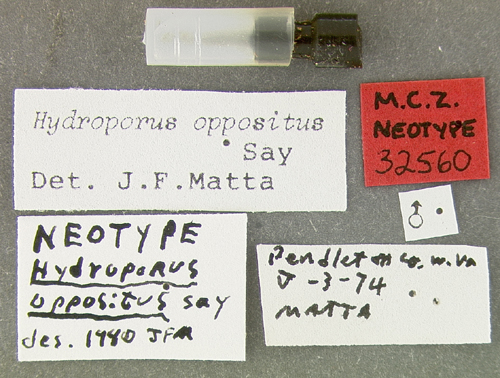 Hydroporus oppositus
Say
Det. J.F.Matta
M.C.Z.
NEOTYPE
32560
♂
NEOTYPE
Hydroporus
oppositus say
des. 1980 JFM
Pendleton co. w. va
V-3-74
MATTA